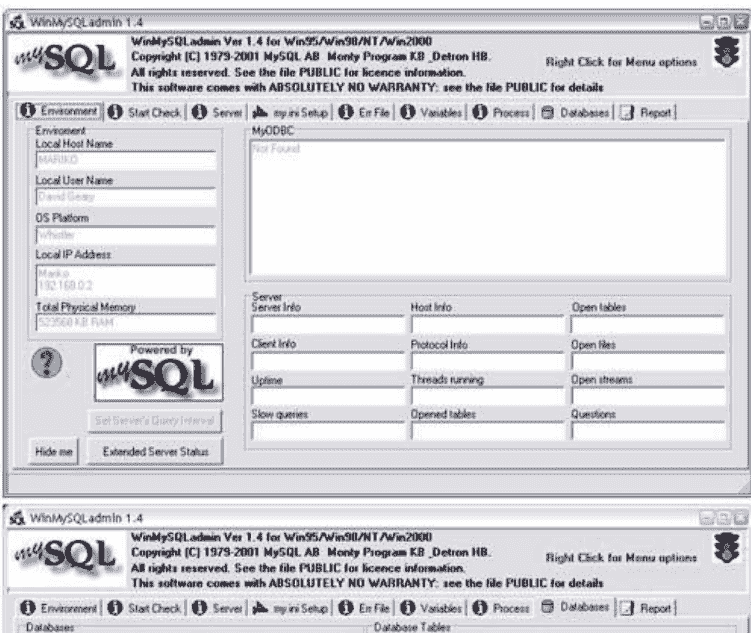 WinMySQLadmin 1.4
mySQL
WinMySQLadmin Ver 1.4 for Win95/Win98/NT/Win2000
Copyright (C) 1979-2001 MySQL AB Monty Program KB _Detron HB.
All rights reserved. See the file PUBLIC for licence information.
This software comes with ABSOLUTELY NO WARRANTY: see the file PUBLIC for details
Right Click for Menu options
Environment Start Check Server my.ini Setup Err File Variables Process Databases Report
Enviroment
Local Host Name
MARIKO
Local User Name
David Geary
OS Platform
Whistler
Local IP Address
Mariko
192.168.0.2
Total Physical Memory
523568 KB RAM
MyODBC
Not Found
Server
Server Info Host Info Open tables
Client Info Protocol Info Open files
Uptime Threads running Open streams
Slow queries Opened tables Questions
Powered by
mySQL
Set Server's Query Interval
Hide me Extended Server Status
WinMySQLadmin 1.4
mySQL
WinMySQLadmin Ver 1.4 for Win95/Win98/NT/Win2000
Copyright (C) 1979-2001 MySQL AB Monty Program KB _Detron HB.
All rights reserved. See the file PUBLIC for licence information.
This software comes with ABSOLUTELY NO WARRANTY: see the file PUBLIC for details
Right Click for Menu options
Environment Start Check Server my.ini Setup Err File Variables Process Databases Report
Databases Database Tables